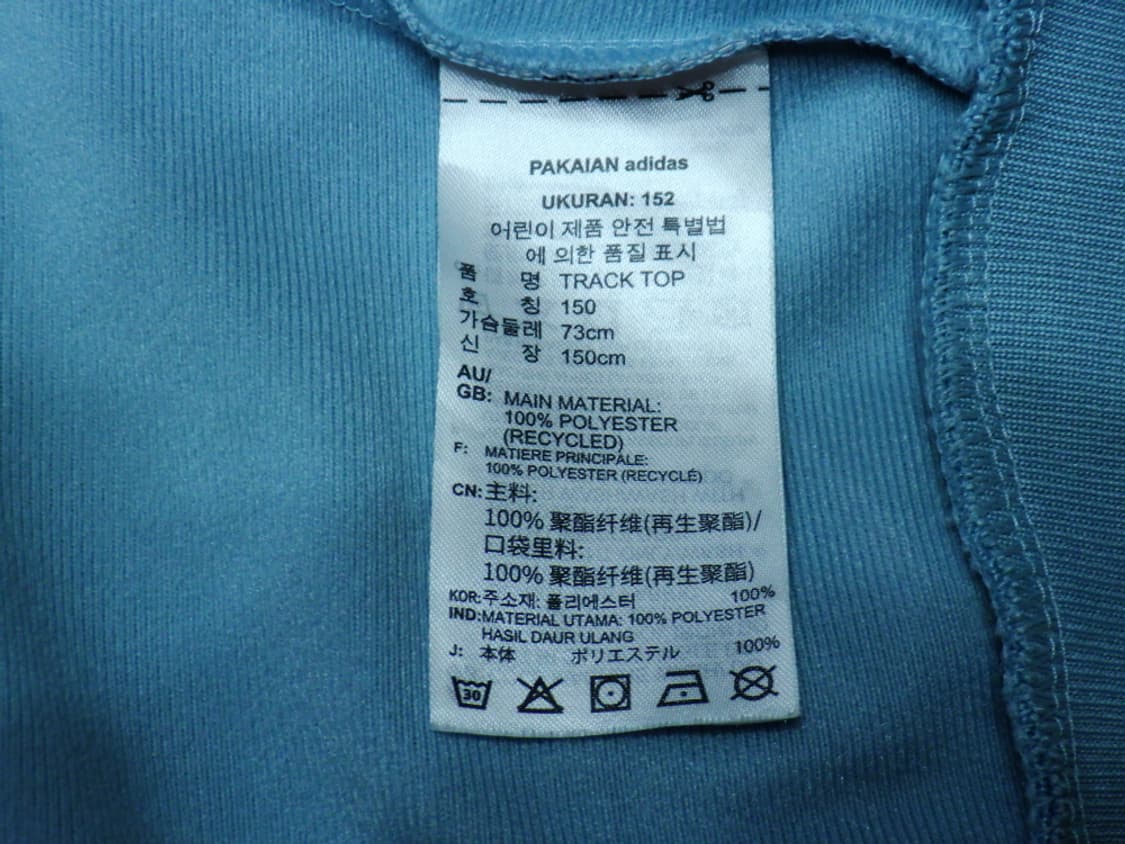 PAKAIAN adidas
UKURAN: 152
어린이 제품 안전 특별법
에 의한 품질 표시
품 명 TRACK TOP
호 칭 150
가슴둘레 73cm
신 장 150cm
AU/
GB: MAIN MATERIAL:
100% POLYESTER
(RECYCLED)
F: MATIERE PRINCIPALE:
100% POLYESTER (RECYCLÉ)
CN: 主料:
100% 聚酯纤维(再生聚酯)/
口袋里料:
100% 聚酯纤维(再生聚酯)
KOR: 주소재: 폴리에스터 100%
IND: MATERIAL UTAMA: 100% POLYESTER
HASIL DAUR ULANG
J: 本体 ポリエステル 100%
30